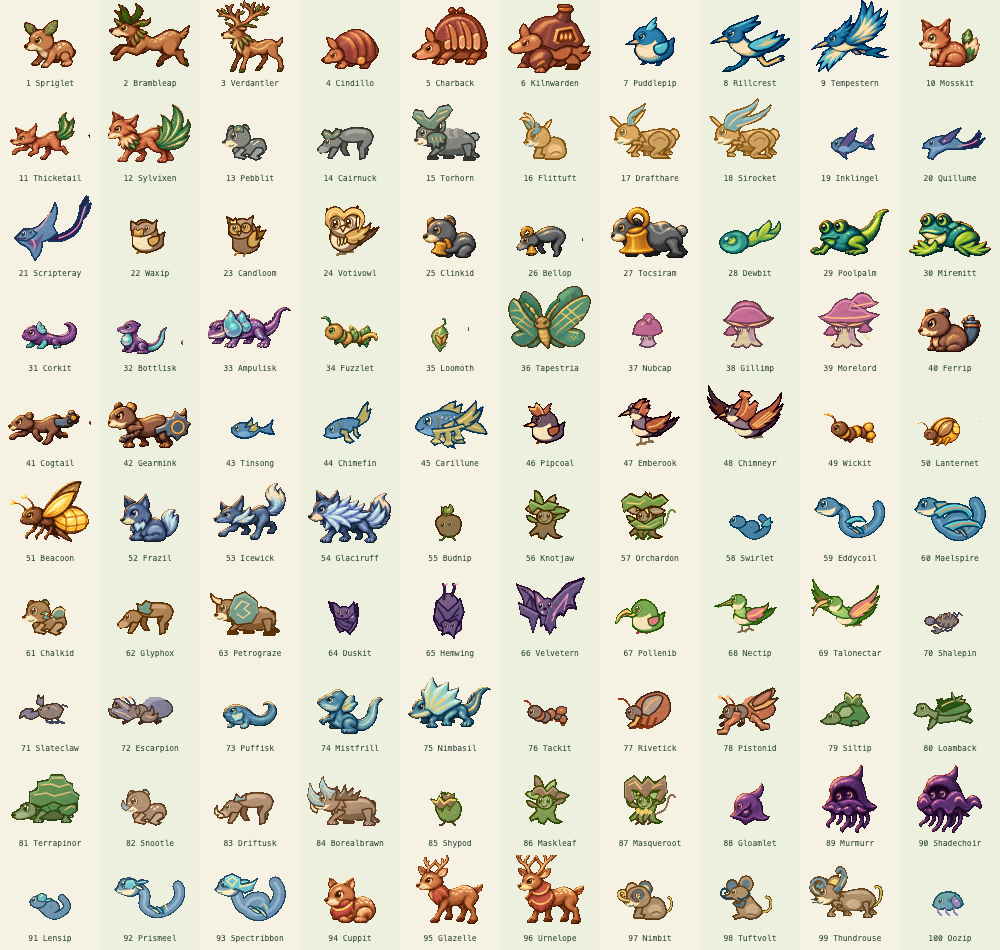 1 Spriglet 2 Brambleap 3 Verdantler 4 Cindillo 5 Charback 6 Kilnwarden 7 Puddlepip 8 Rillcrest 9 Tempestern 10 Mosskit
11 Thicketail 12 Sylvixen 13 Pebblit 14 Cairnuck 15 Torhorn 16 Flittuft 17 Drafthare 18 Sirocket 19 Inklingel 20 Quillume
21 Scripteray 22 Waxip 23 Candloom 24 Votivowl 25 Clinkid 26 Bellop 27 Tocsiram 28 Dewbit 29 Poolpalm 30 Miremitt
31 Corkit 32 Bottlisk 33 Ampulisk 34 Fuzzlet 35 Loomoth 36 Tapestria 37 Nubcap 38 Gillimp 39 Morelord 40 Ferrip
41 Cogtail 42 Gearmink 43 Tinsong 44 Chimefin 45 Carillune 46 Pipcoal 47 Emberook 48 Chimneyr 49 Wickit 50 Lanternet
51 Beacoon 52 Frazil 53 Icewick 54 Glaciruff 55 Budnip 56 Knotjaw 57 Orchardon 58 Swirlet 59 Eddycoil 60 Maelspire
61 Chalkid 62 Glyphox 63 Petrograze 64 Duskit 65 Hemwing 66 Velvetern 67 Pollenib 68 Nectip 69 Talonectar 70 Shalepin
71 Slateclaw 72 Escarpion 73 Puffisk 74 Mistfrill 75 Nimbasil 76 Tackit 77 Rivetick 78 Pistonid 79 Siltip 80 Loamback
81 Terrapinor 82 Snootle 83 Driftusk 84 Borealbrawn 85 Shypod 86 Maskleaf 87 Masqueroot 88 Gloamlet 89 Murmurr 90 Shadechoir
91 Lensip 92 Prismeel 93 Spectribbon 94 Cuppit 95 Glazelle 96 Urnelope 97 Nimbit 98 Tuftvolt 99 Thundrouse 100 Oozip